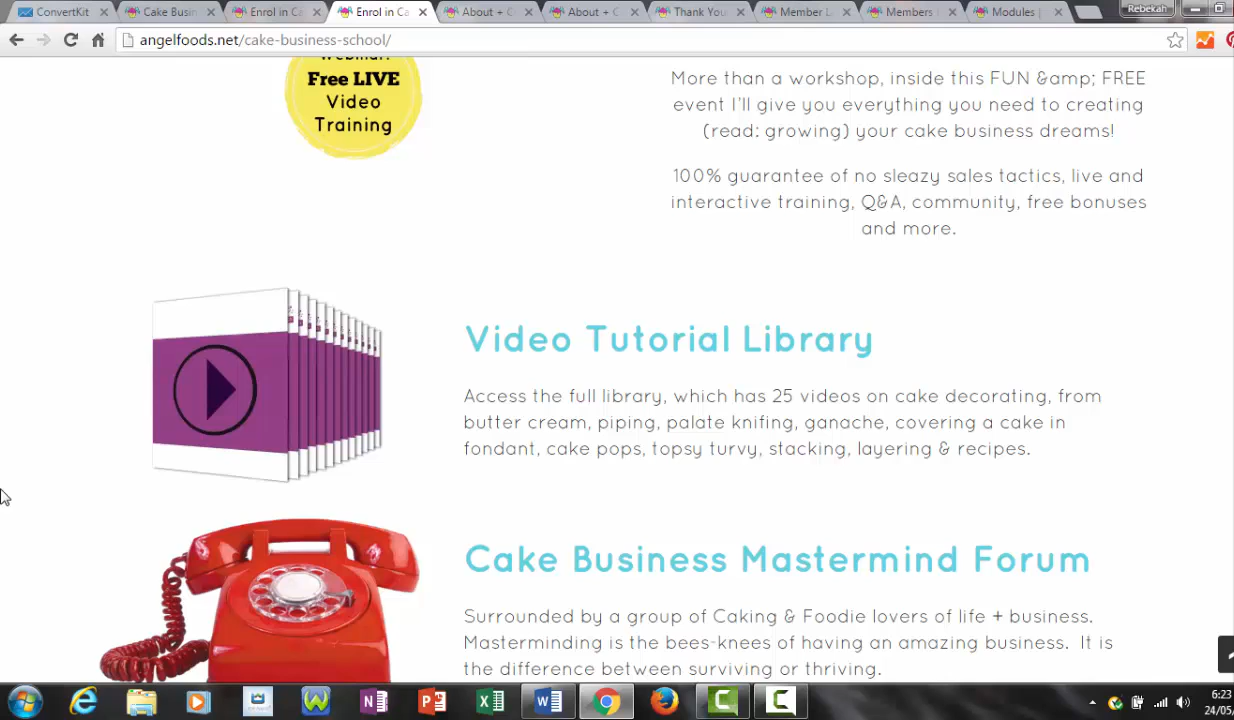 ConvertKit
Cake Busin
Enrol in Ca
Enrol in Ca
About + C
About + C
Thank You
Member L
Members
Modules |
Rebekah
angelfoods.net/cake-business-school/
Webinar:
Free LIVE
Video
Training
More than a workshop, inside this FUN &amp; FREE
event I'll give you everything you need to creating
(read: growing) your cake business dreams!
100% guarantee of no sleazy sales tactics, live and
interactive training, Q&A, community, free bonuses
and more.
Video Tutorial Library
Access the full library, which has 25 videos on cake decorating, from
butter cream, piping, palate knifing, ganache, covering a cake in
fondant, cake pops, topsy turvy, stacking, layering & recipes.
Cake Business Mastermind Forum
Surrounded by a group of Caking & Foodie lovers of life + business.
Masterminding is the bees-knees of having an amazing business. It is
the difference between surviving or thriving.
6:23
24/05